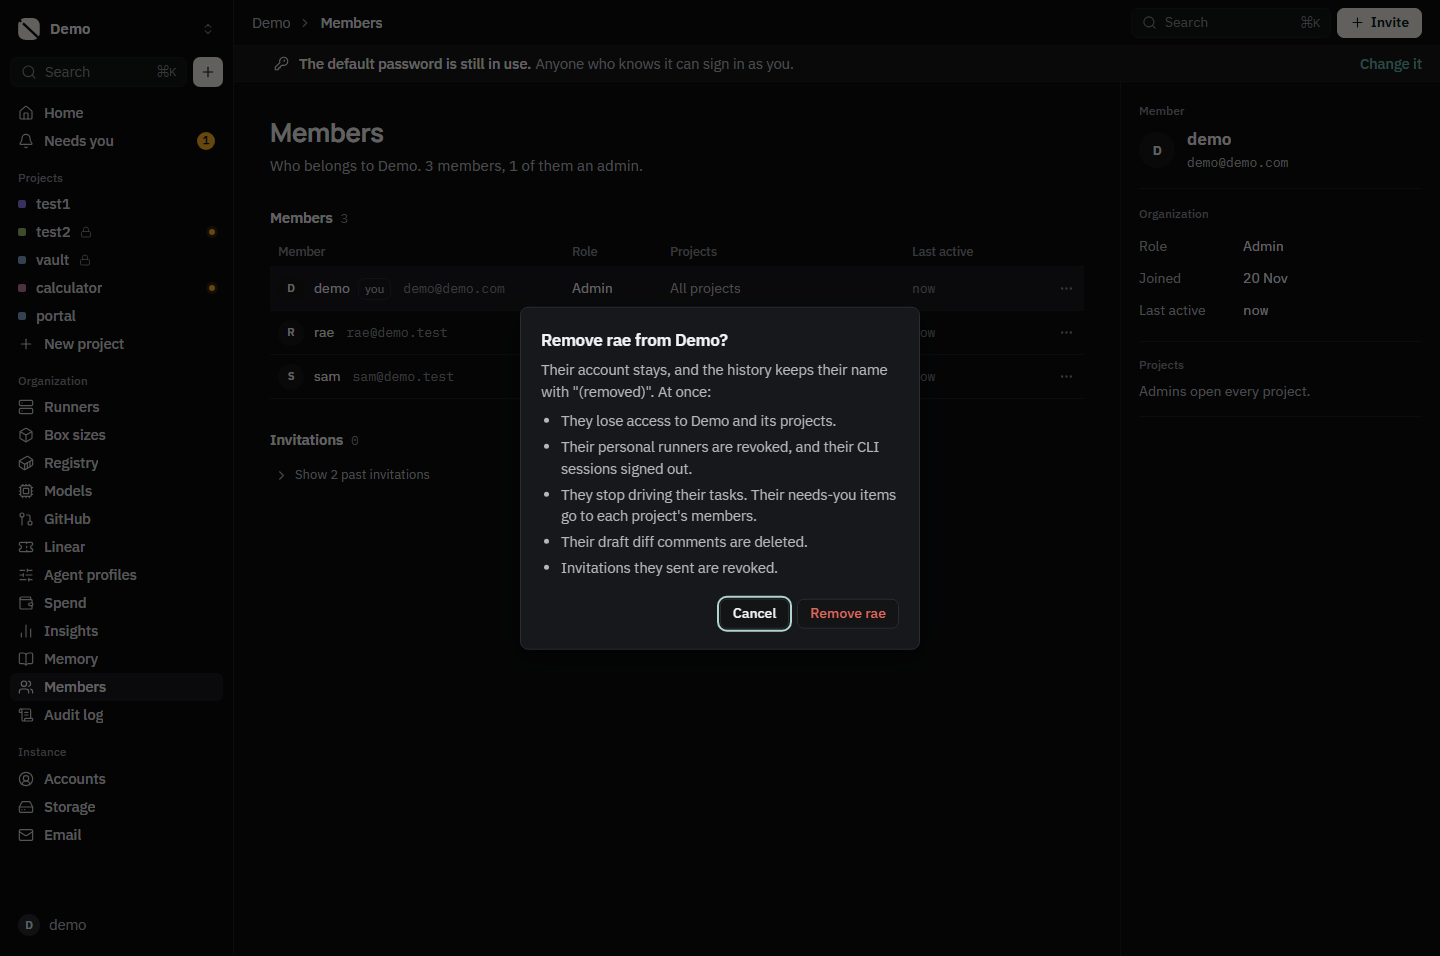 Demo
Search ⌘K
Home
Needs you 1
Projects
test1
test2
vault
calculator
portal
New project
Organization
Runners
Box sizes
Registry
Models
GitHub
Linear
Agent profiles
Spend
Insights
Memory
Members
Audit log
Instance
Accounts
Storage
Email
D demo
Demo > Members
Search ⌘K
Invite
The default password is still in use. Anyone who knows it can sign in as you.
Change it
Members
Who belongs to Demo. 3 members, 1 of them an admin.
Members 3
Member Role Projects Last active
D demo you demo@demo.com Admin All projects now
R rae rae@demo.test
S sam sam@demo.test
Invitations 0
Show 2 past invitations
Remove rae from Demo?
Their account stays, and the history keeps their name
with "(removed)". At once:
They lose access to Demo and its projects.
Their personal runners are revoked, and their CLI
sessions signed out.
They stop driving their tasks. Their needs-you items
go to each project's members.
Their draft diff comments are deleted.
Invitations they sent are revoked.
Cancel Remove rae
Member
D
demo
demo@demo.com
Organization
Role Admin
Joined 20 Nov
Last active now
Projects
Admins open every project.